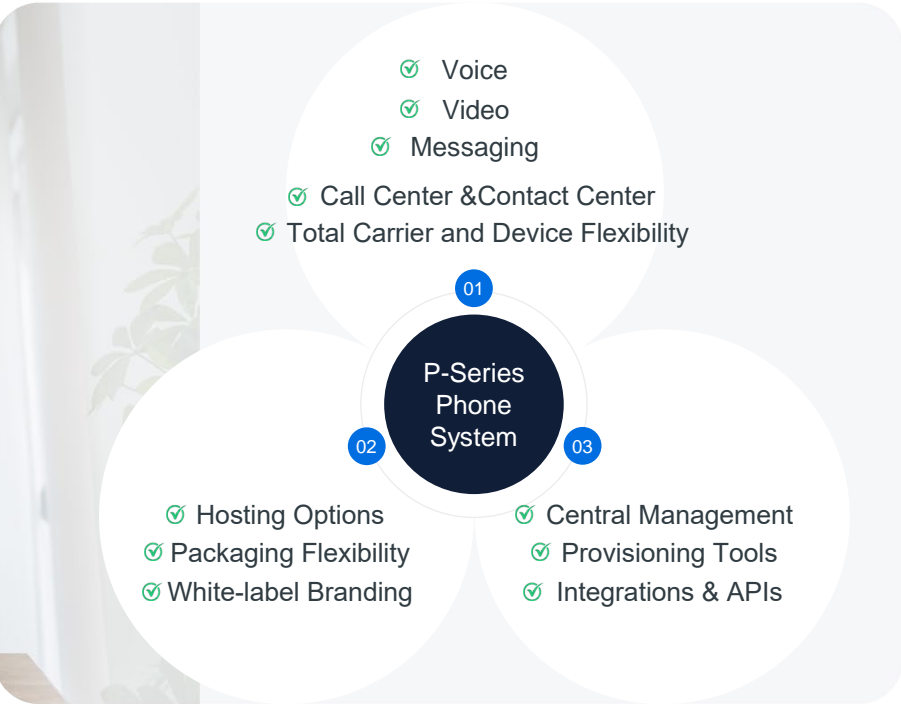 Voice
Video
Messaging
Call Center &Contact Center
Total Carrier and Device Flexibility
01
P-Series
Phone
System
02
03
Hosting Options
Packaging Flexibility
White-label Branding
Central Management
Provisioning Tools
Integrations & APIs